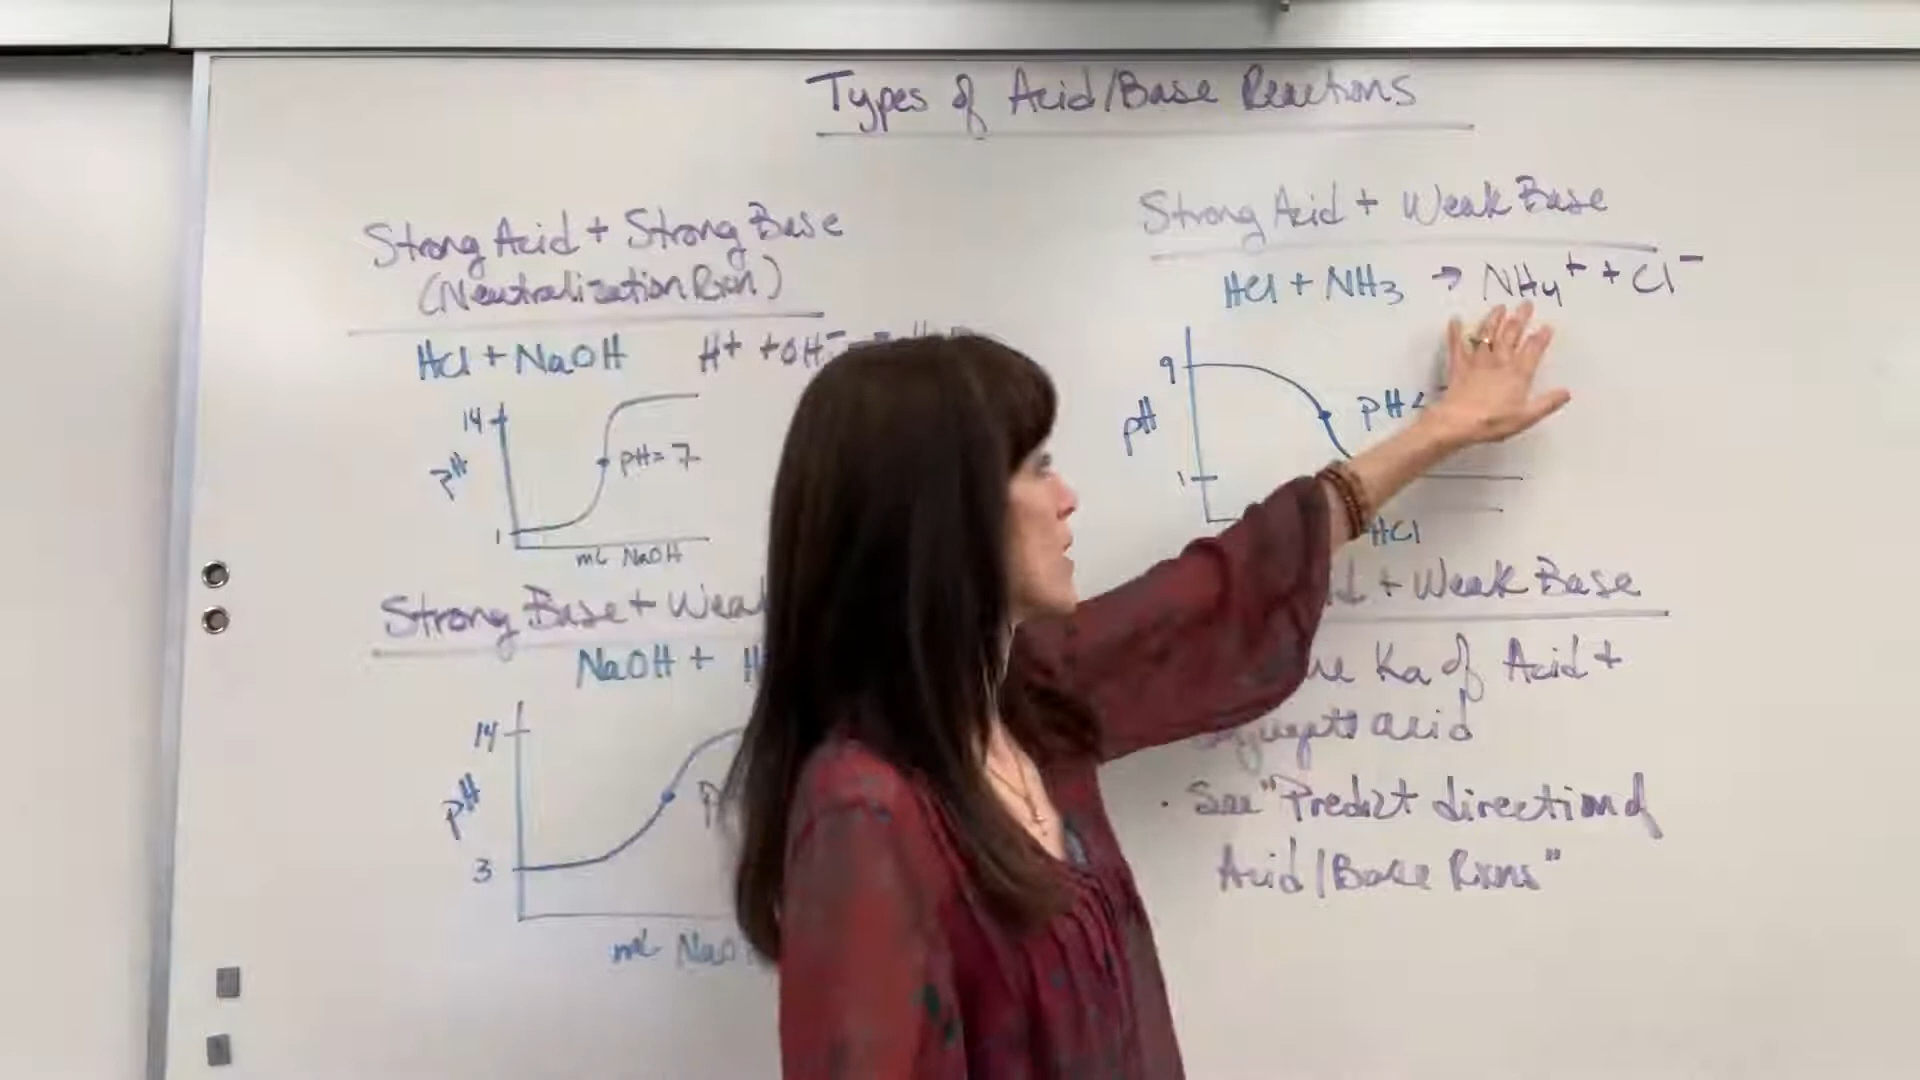 Types of Acid/Base Reactions
Strong Acid + Strong Base
(Neutralization Rxn)
HCl + NaOH H+ + OH-
14
pH
pH = 7
1
mL NaOH
Strong Base +
NaOH +
14
pH
3
mL
Strong Acid + Weak Base
HCl + NH3 → NH4+ + Cl-
9
pH
pH <
1
HCl
+ Weak Base
Ka of Acid +
acid
• See "Predict direction of
Acid/Base Rxns"